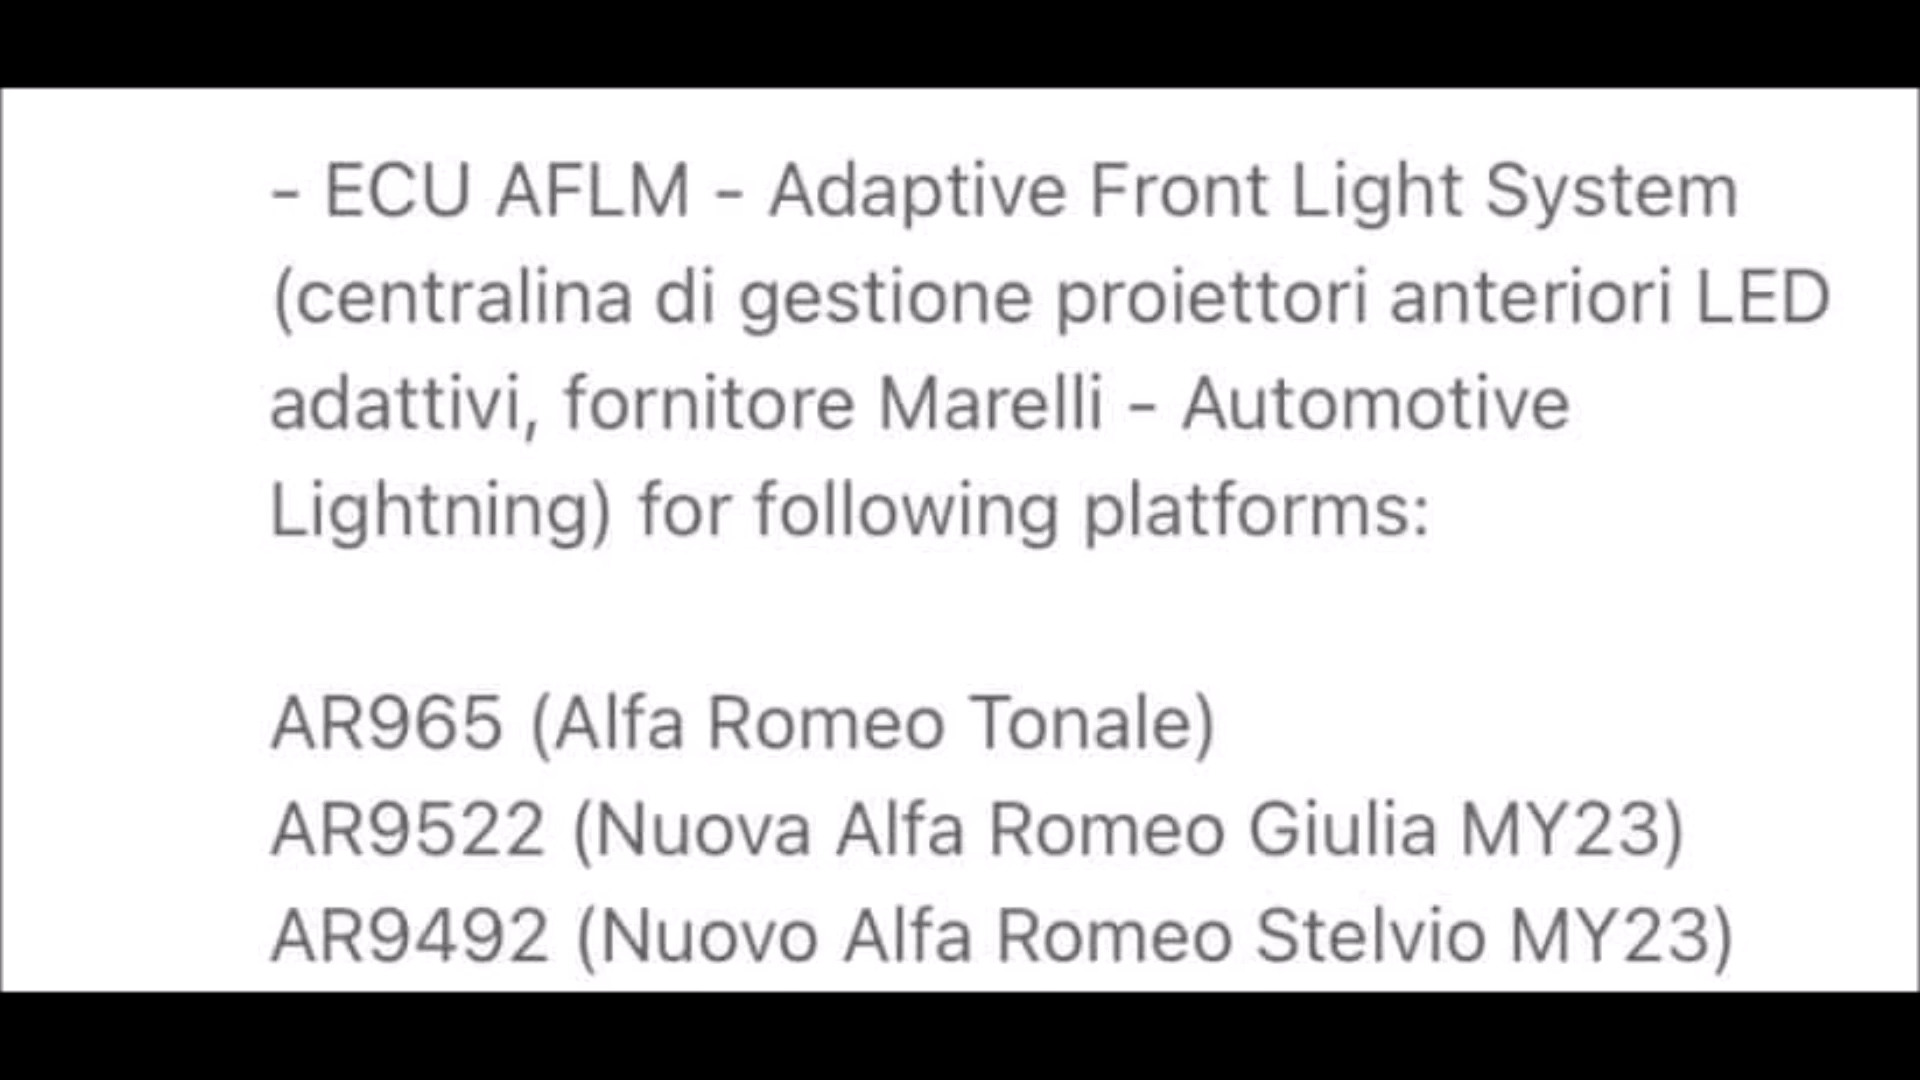 - ECU AFLM - Adaptive Front Light System
(centralina di gestione proiettori anteriori LED
adattivi, fornitore Marelli - Automotive
Lightning) for following platforms:
AR965 (Alfa Romeo Tonale)
AR9522 (Nuova Alfa Romeo Giulia MY23)
AR9492 (Nuovo Alfa Romeo Stelvio MY23)